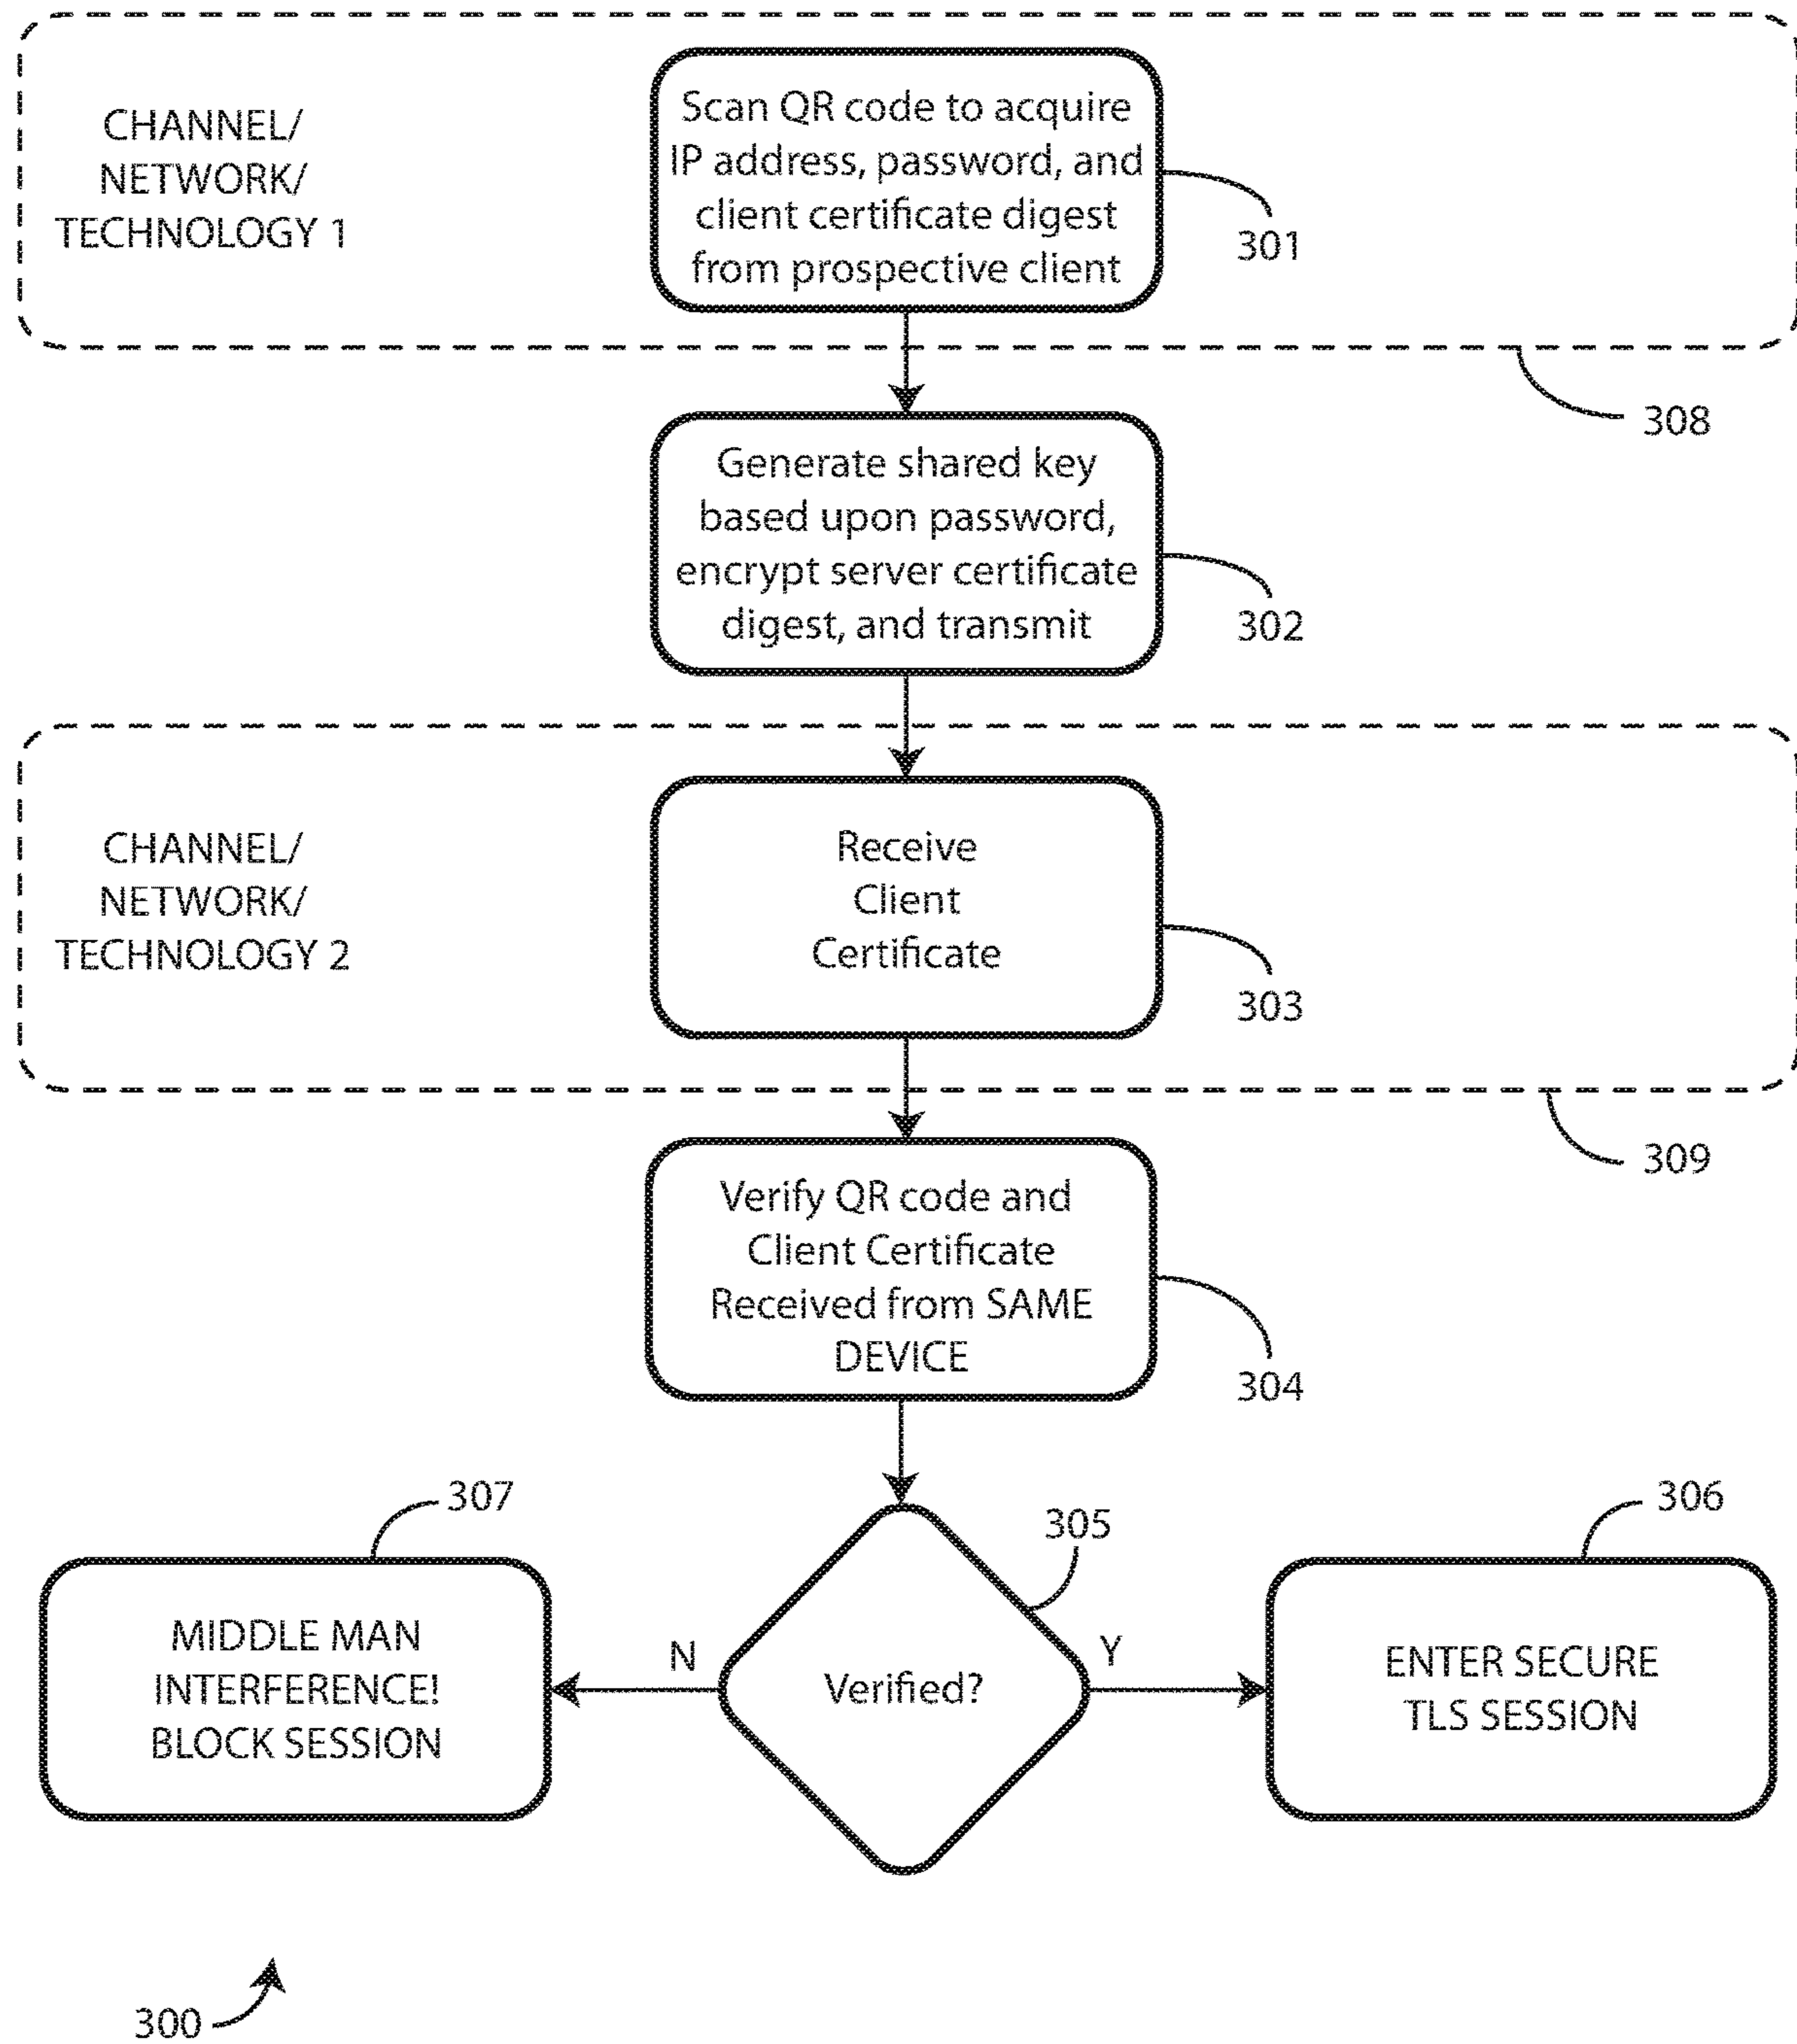 CHANNEL/
NETWORK/
TECHNOLOGY 1
Scan QR code to acquire
IP address, password, and
client certificate digest
from prospective client
301
308
Generate shared key
based upon password,
encrypt server certificate
digest, and transmit
302
CHANNEL/
NETWORK/
TECHNOLOGY 2
Receive
Client
Certificate
303
309
Verify QR code and
Client Certificate
Received from SAME
DEVICE
304
307
305
306
MIDDLE MAN
INTERFERENCE!
BLOCK SESSION
N
Verified?
Y
ENTER SECURE
TLS SESSION
300